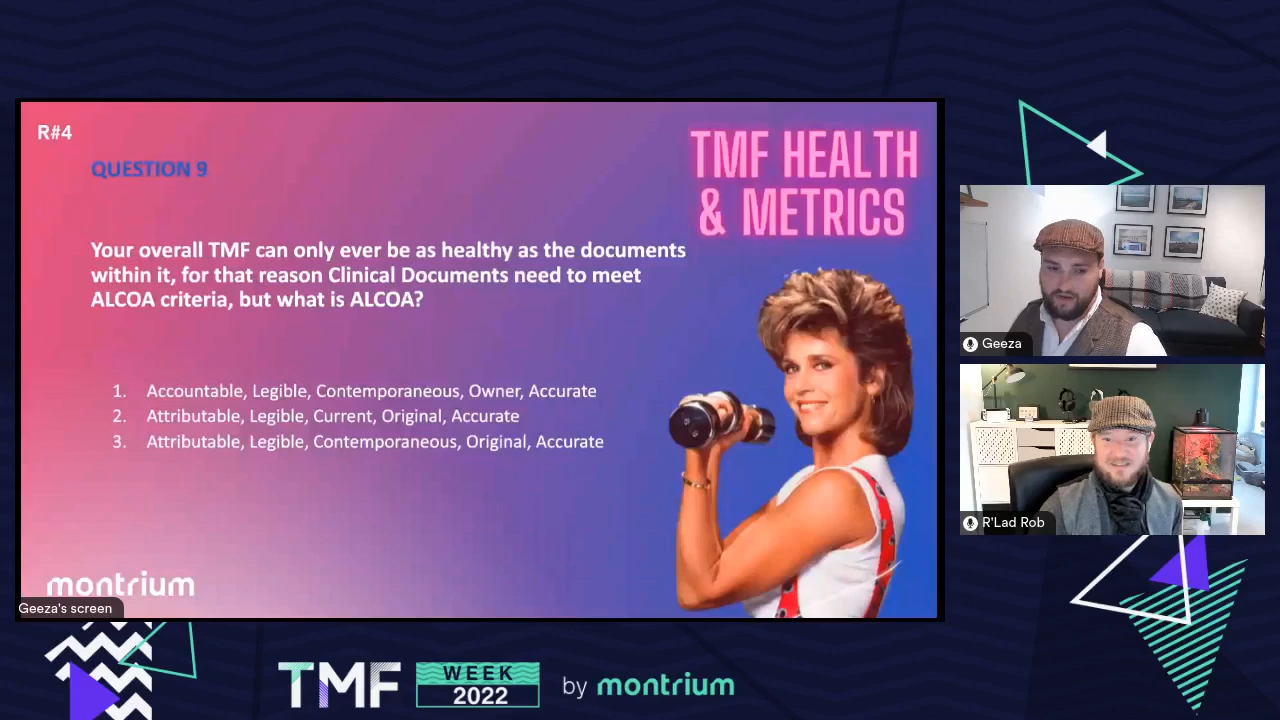 R#4
QUESTION 9
TMF HEALTH
& METRICS
Your overall TMF can only ever be as healthy as the documents
within it, for that reason Clinical Documents need to meet
ALCOA criteria, but what is ALCOA?
1. Accountable, Legible, Contemporaneous, Owner, Accurate
2. Attributable, Legible, Current, Original, Accurate
3. Attributable, Legible, Contemporaneous, Original, Accurate
montrium
Geeza's screen
Geeza
R'Lad Rob
TMF WEEK 2022 by montrium